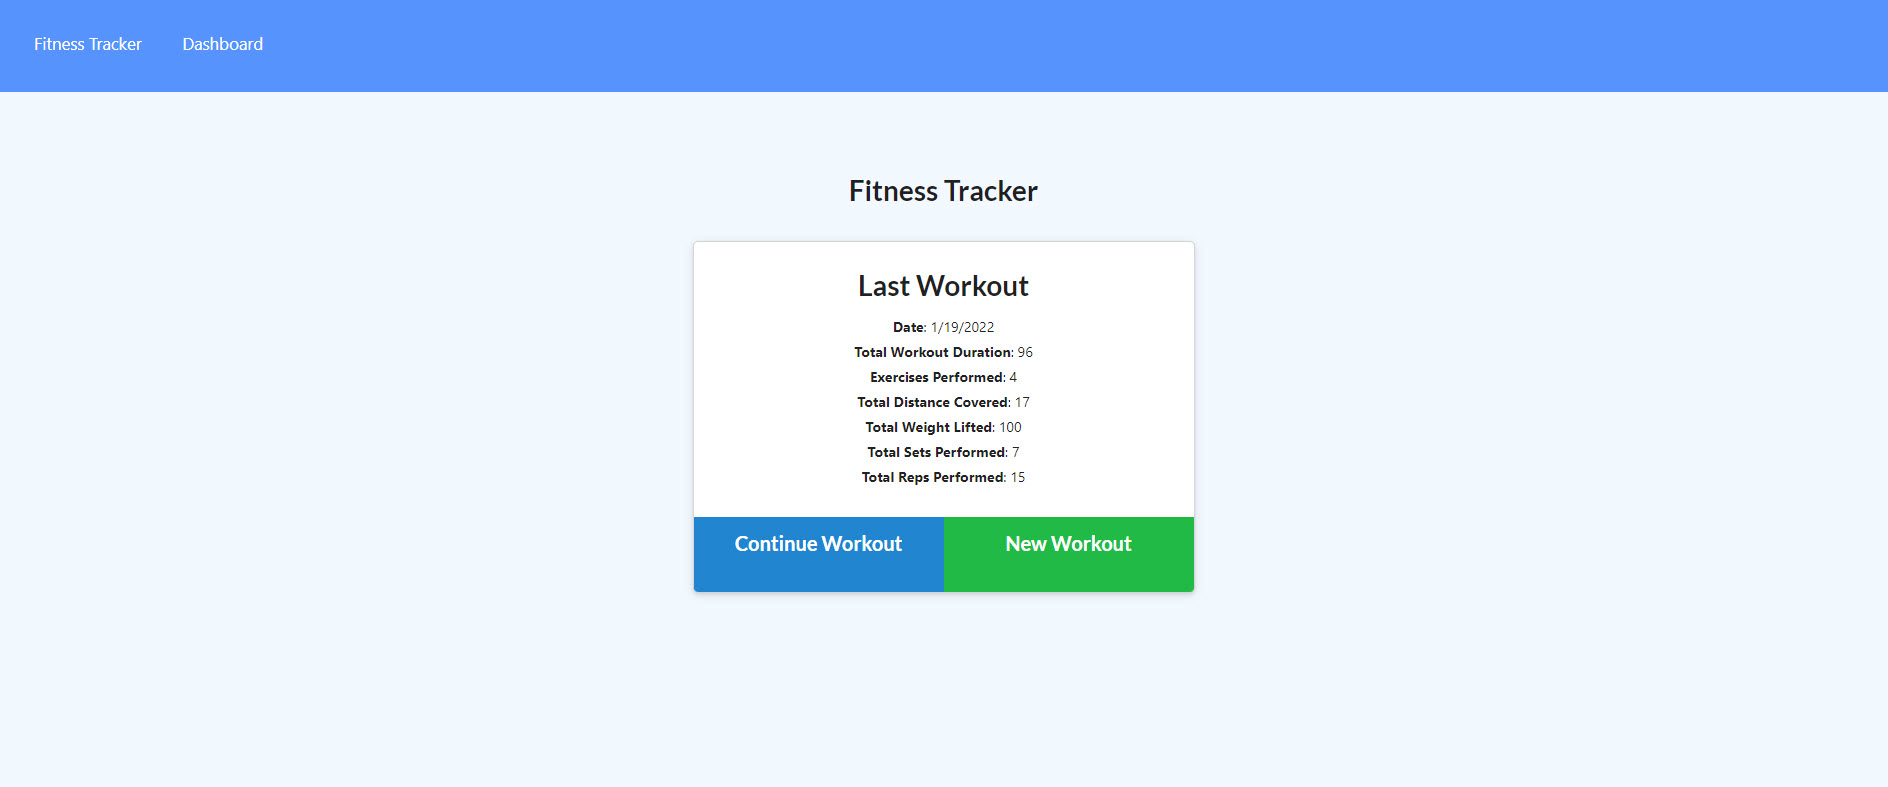 Fitness Tracker Dashboard
Fitness Tracker
Last Workout
Date: 1/19/2022
Total Workout Duration: 96
Exercises Performed: 4
Total Distance Covered: 17
Total Weight Lifted: 100
Total Sets Performed: 7
Total Reps Performed: 15
Continue Workout New Workout